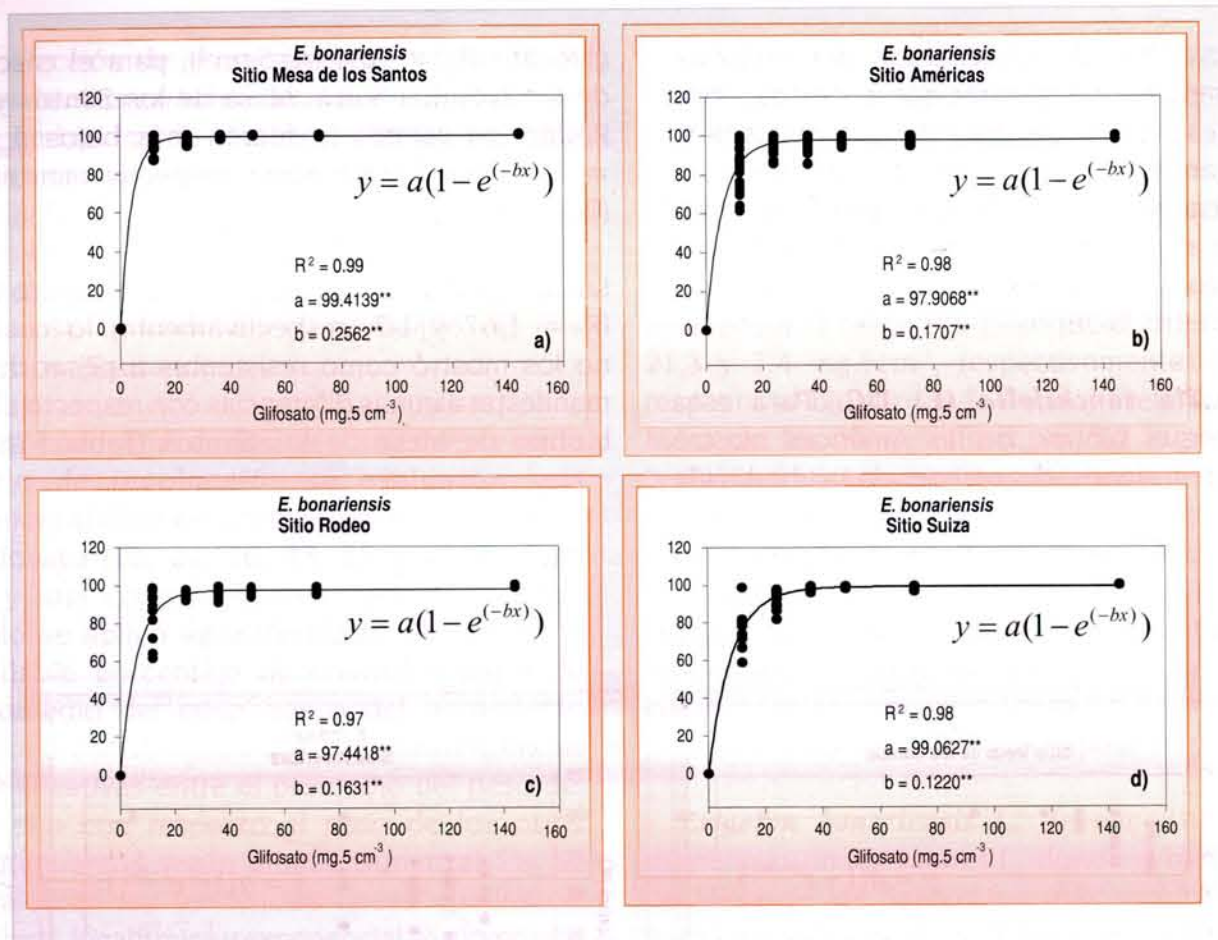 E. bonariensis
Sitio Mesa de los Santos
120
100
80
60
40
20
0
y = a(1 − e^(−bx))
R² = 0.99
a = 99.4139**
b = 0.2562**
a)
0 20 40 60 80 100 120 140 160
Glifosato (mg.5 cm⁻³)
E. bonariensis
Sitio Américas
120
100
80
60
40
20
0
y = a(1 − e^(−bx))
R² = 0.98
a = 97.9068**
b = 0.1707**
b)
0 20 40 60 80 100 120 140 160
Glifosato (mg.5 cm⁻³)
E. bonariensis
Sitio Rodeo
120
100
80
60
40
20
0
y = a(1 − e^(−bx))
R² = 0.97
a = 97.4418**
b = 0.1631**
c)
0 20 40 60 80 100 120 140 160
Glifosato (mg.5 cm⁻³)
E. bonariensis
Sitio Suiza
120
100
80
60
40
20
0
y = a(1 − e^(−bx))
R² = 0.98
a = 99.0627**
b = 0.1220**
d)
0 20 40 60 80 100 120 140 160
Glifosato (mg.5 cm⁻³)